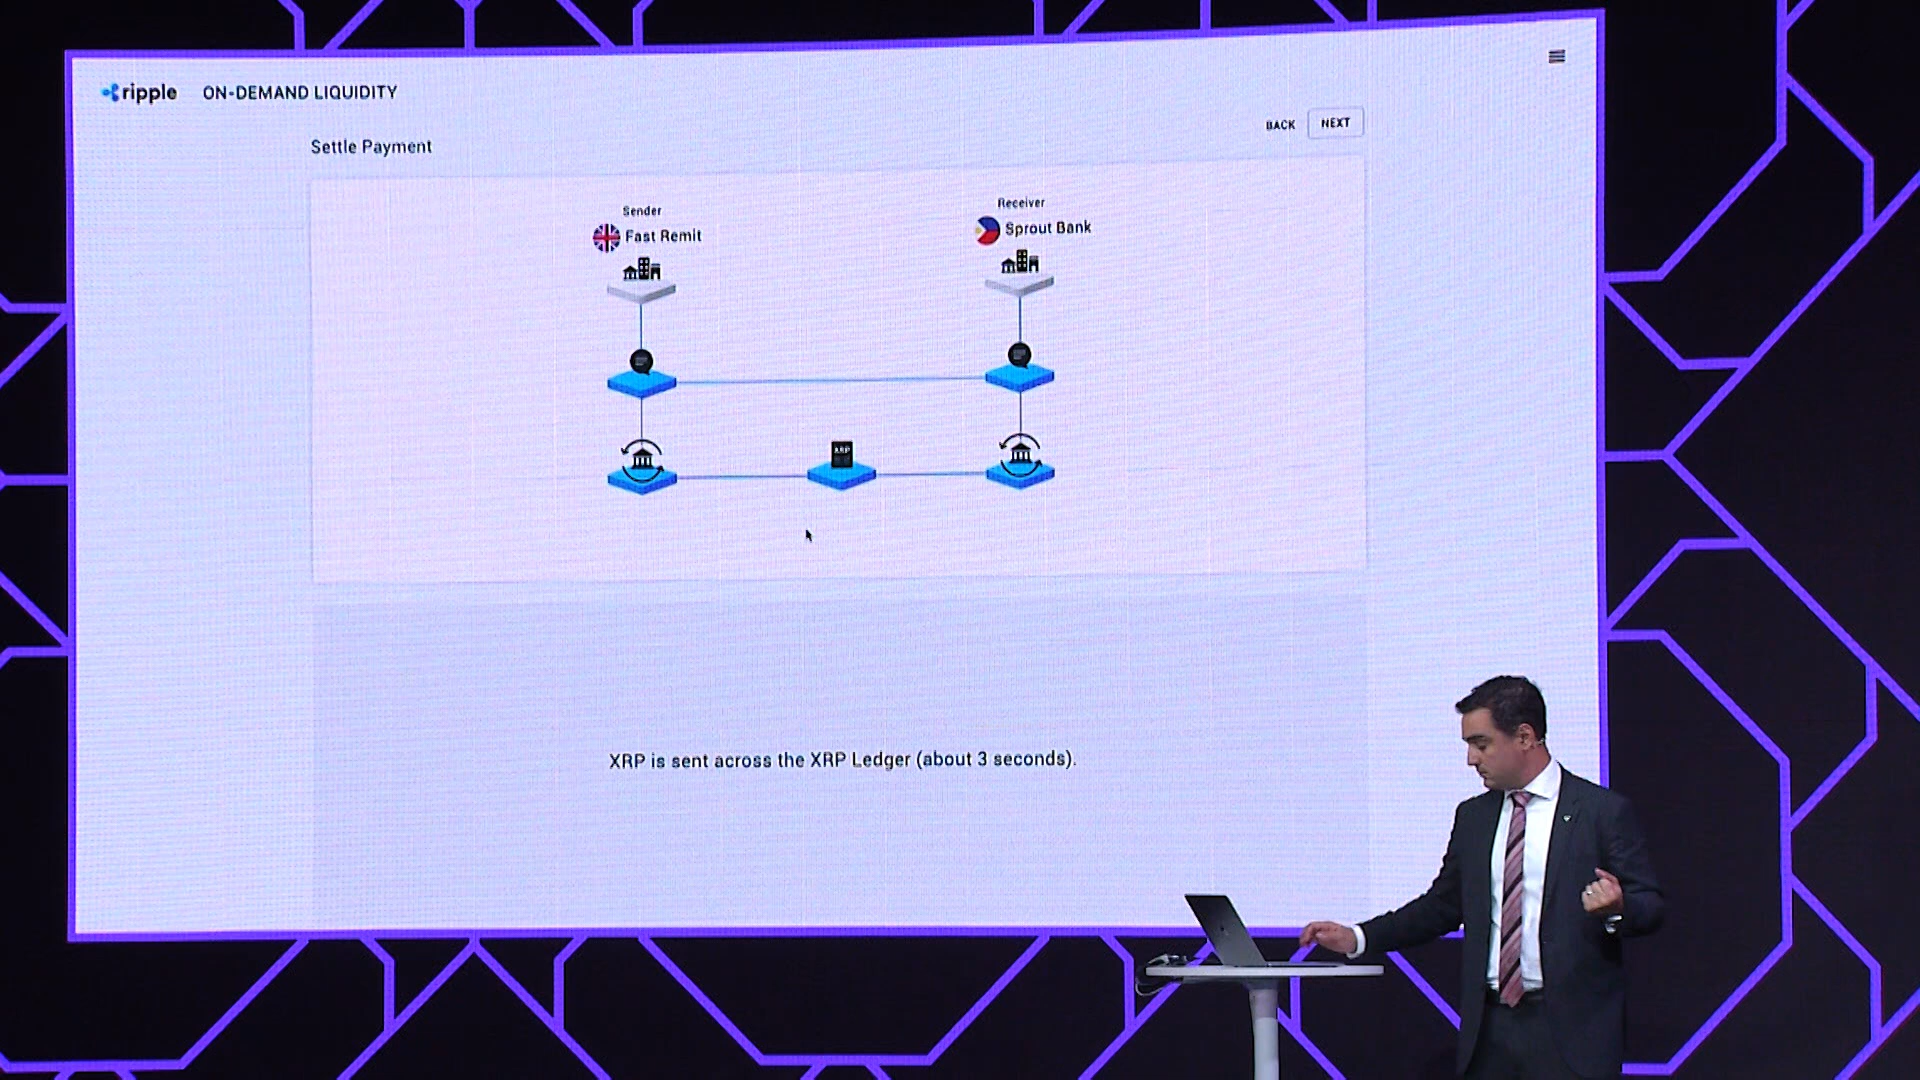 ripple ON-DEMAND LIQUIDITY
BACK NEXT
Settle Payment
Sender
Fast Remit
Receiver
Sprout Bank
XRP
XRP is sent across the XRP Ledger (about 3 seconds).